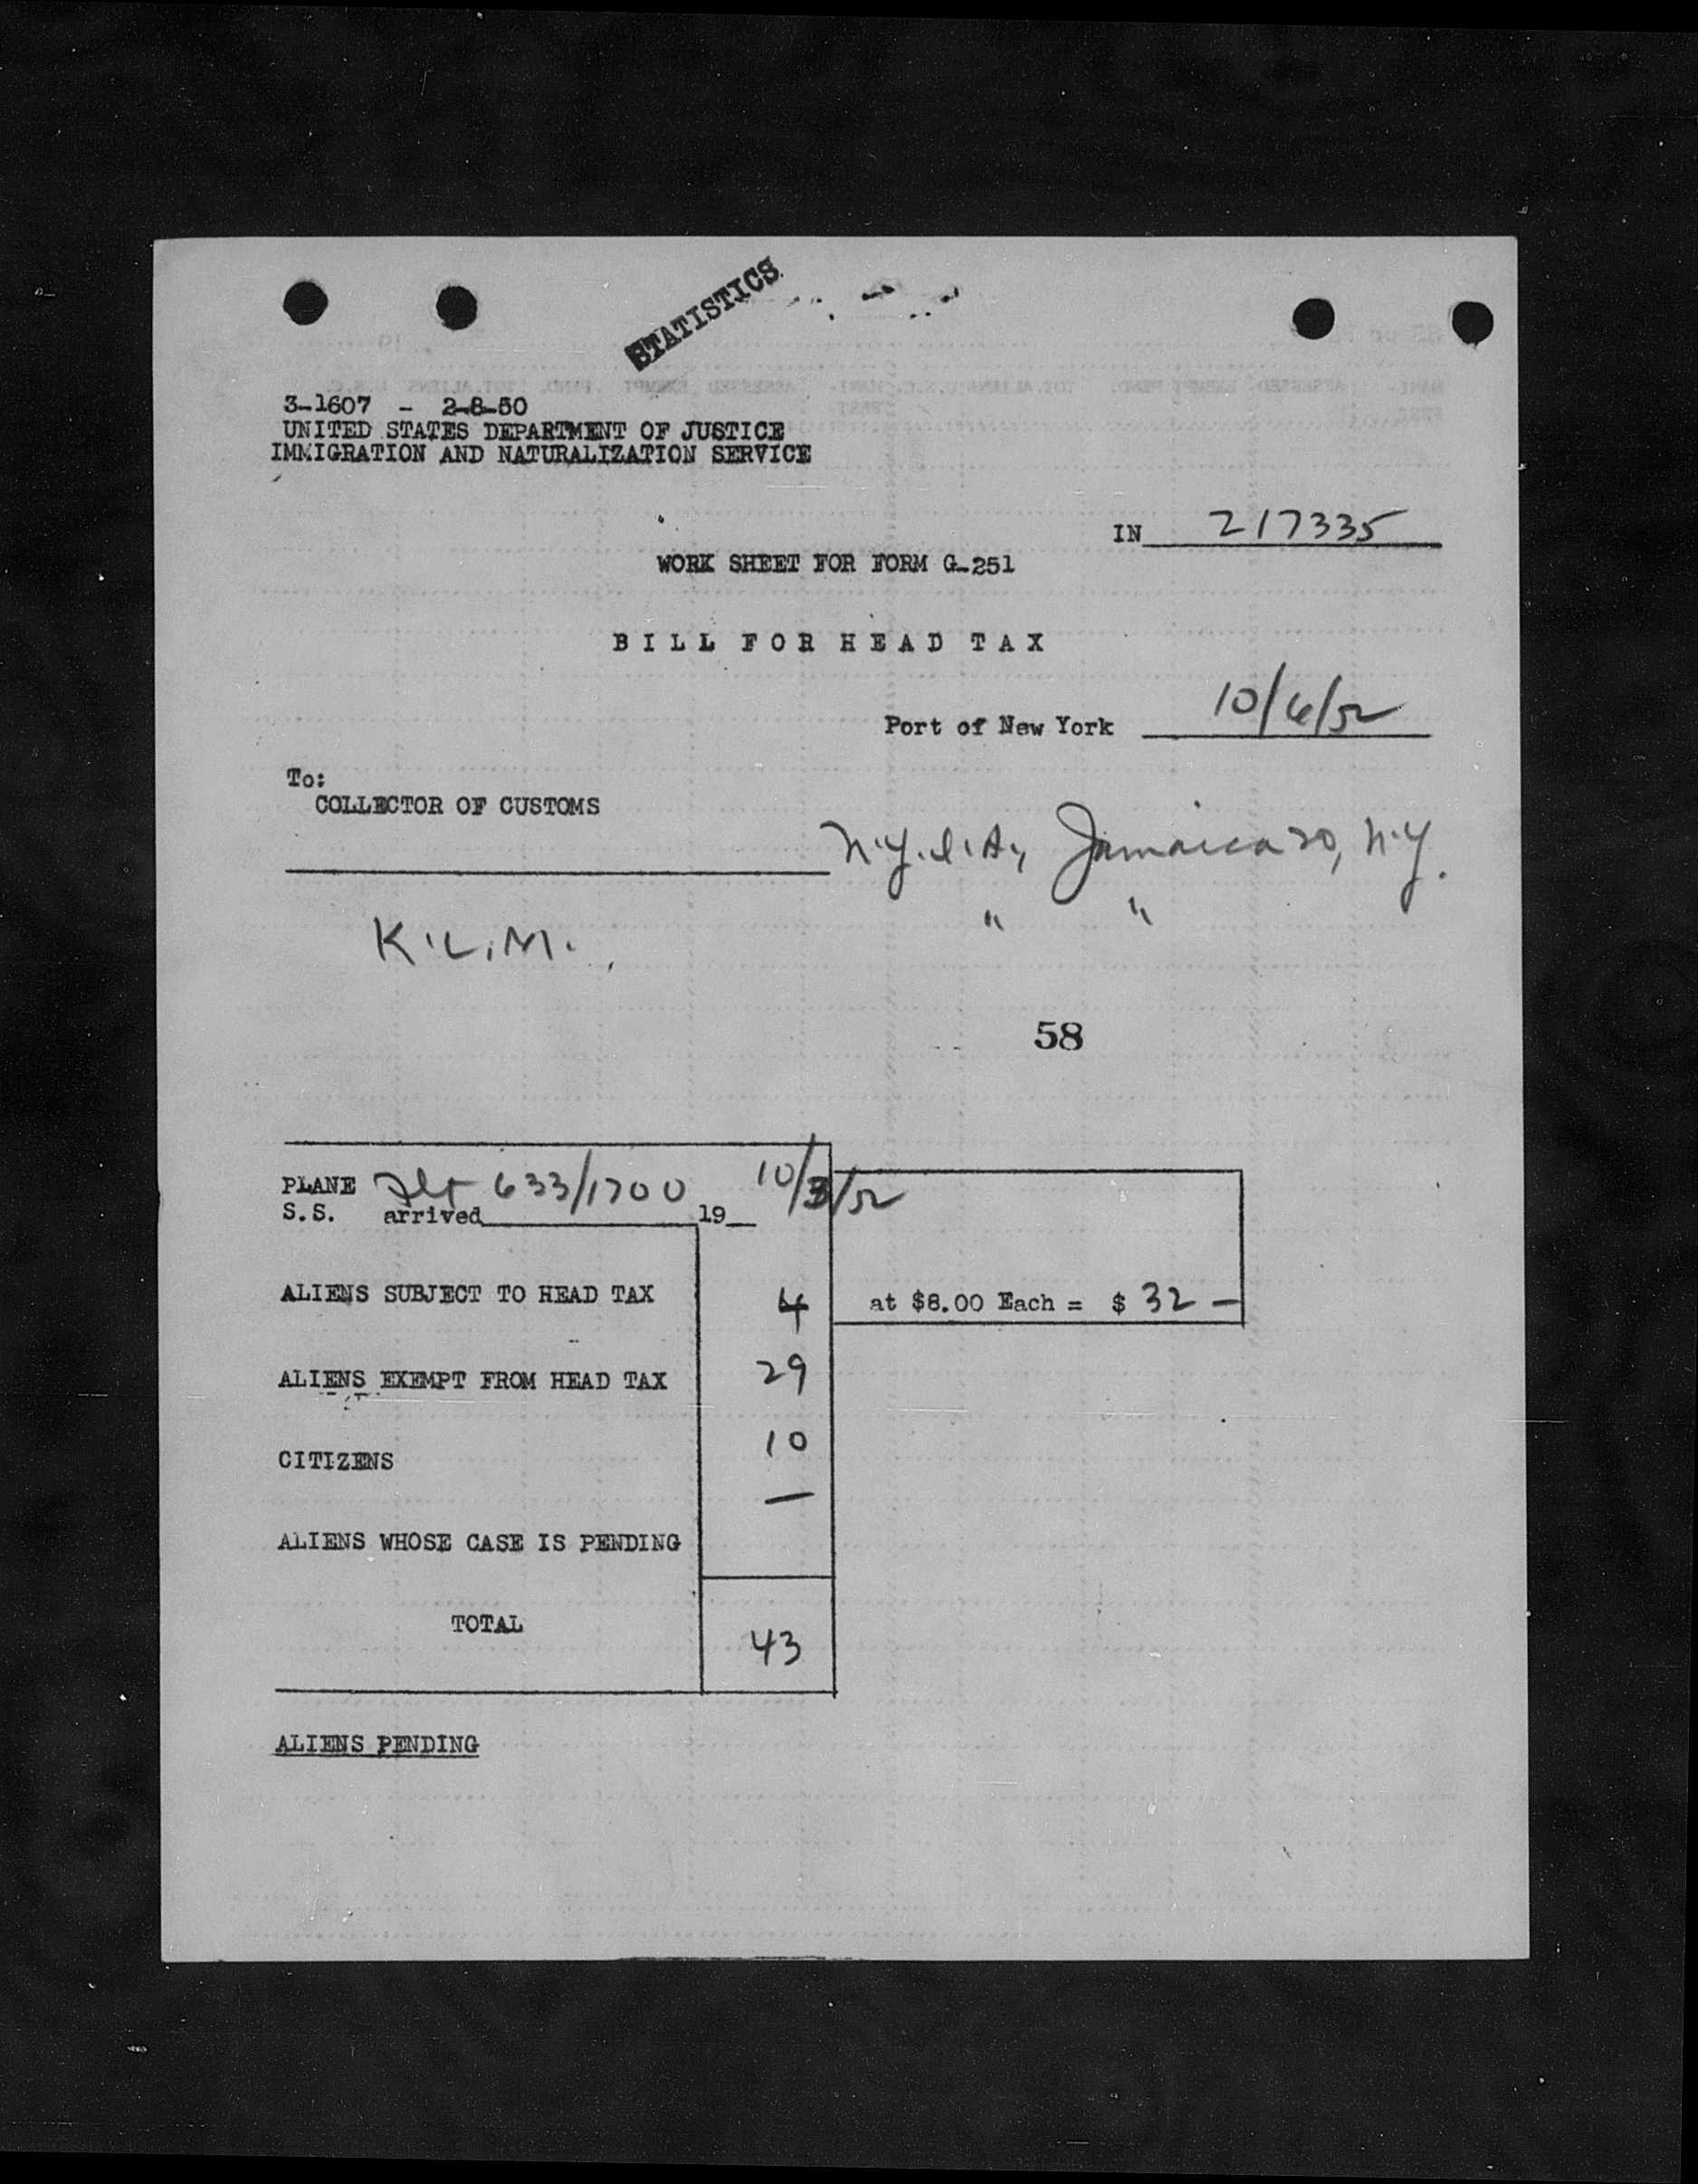 STATISTICS
3-1607 - 2-8-50
UNITED STATES DEPARTMENT OF JUSTICE
IMMIGRATION AND NATURALIZATION SERVICE
IN 217335
WORK SHEET FOR FORM G-251
BILL FOR HEAD TAX
Port of New York 10/6/52
To:
COLLECTOR OF CUSTOMS
N.Y.I.A., Jamaica 30, N.Y.
" "
K.L.M.,
58
PLANE Flt 633/1700 10/3/52
S.S. arrived 19
ALIENS SUBJECT TO HEAD TAX 4 at $8.00 Each = $ 32 —
ALIENS EXEMPT FROM HEAD TAX 29
CITIZENS 10
—
ALIENS WHOSE CASE IS PENDING
TOTAL 43
ALIENS PENDING